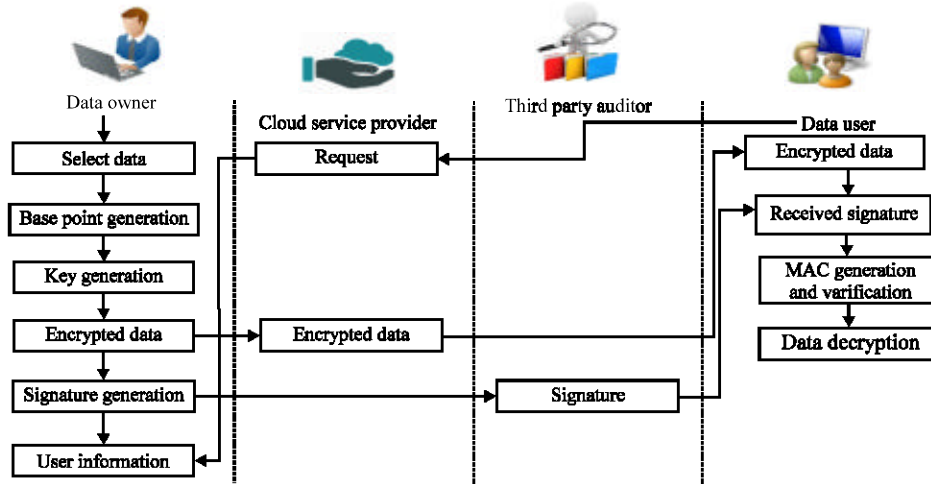 Data owner
Cloud service provider
Third party auditor
Data user
Select data
Request
Encrypted data
Base point generation
Received signature
Key generation
MAC generation
and varification
Encrypted data
Encrypted data
Data decryption
Signature generation
Signature
User information